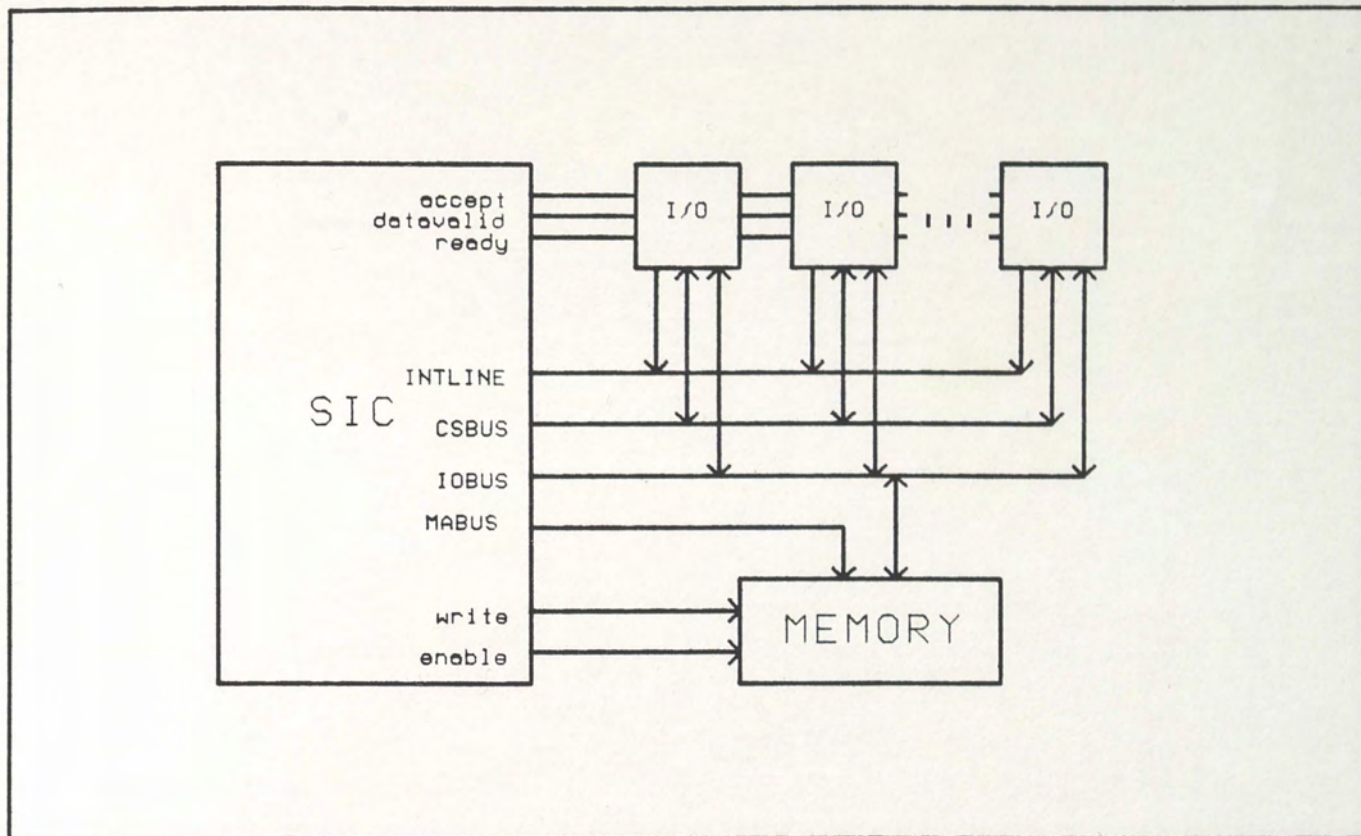 accept
datavalid
ready
I/O
I/O
I/O
INTLINE
SIC
CSBUS
IOBUS
MABUS
write
enable
MEMORY